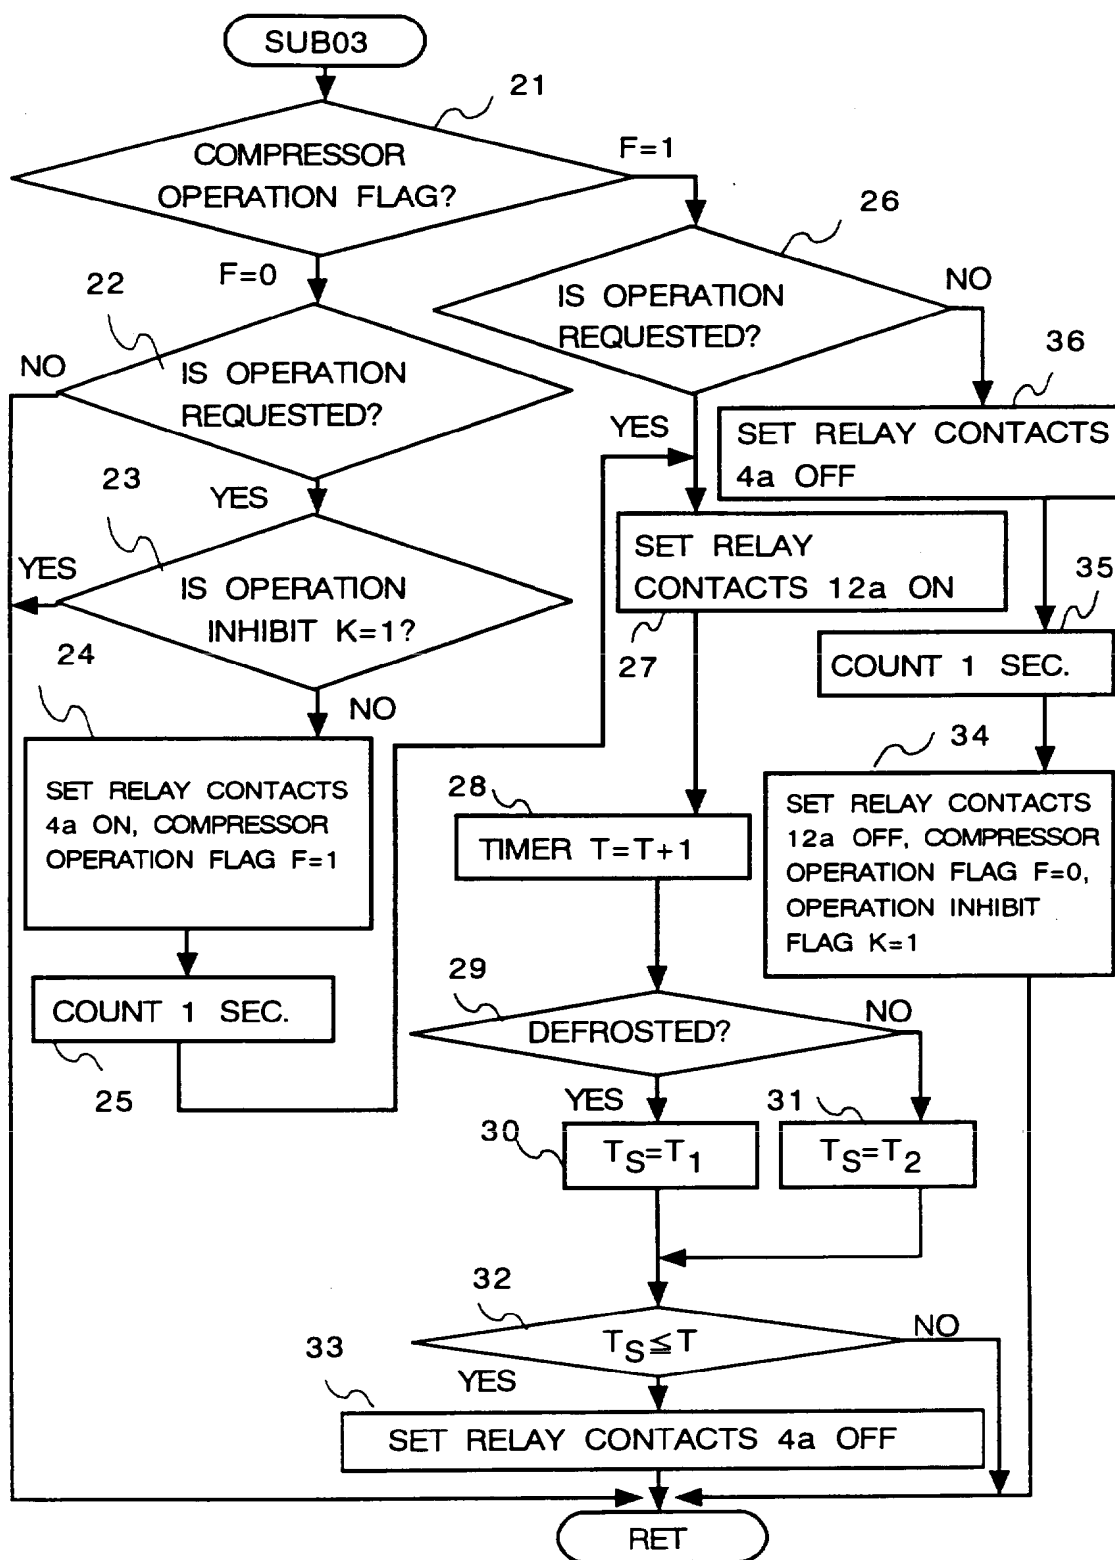 SUB03
21
COMPRESSOR
OPERATION FLAG?
F=1
F=0
26
IS OPERATION
REQUESTED?
NO
22
NO
IS OPERATION
REQUESTED?
YES
36
YES
SET RELAY CONTACTS
4a OFF
23
YES
IS OPERATION
INHIBIT K=1?
NO
SET RELAY
CONTACTS 12a ON
27
35
COUNT 1 SEC.
24
SET RELAY CONTACTS
4a ON, COMPRESSOR
OPERATION FLAG F=1
34
SET RELAY CONTACTS
12a OFF, COMPRESSOR
OPERATION FLAG F=0,
OPERATION INHIBIT
FLAG K=1
28
TIMER T=T+1
COUNT 1 SEC.
25
29
DEFROSTED?
NO
YES
30
TS=T1
31
TS=T2
32
TS≦T
NO
YES
33
SET RELAY CONTACTS 4a OFF
RET